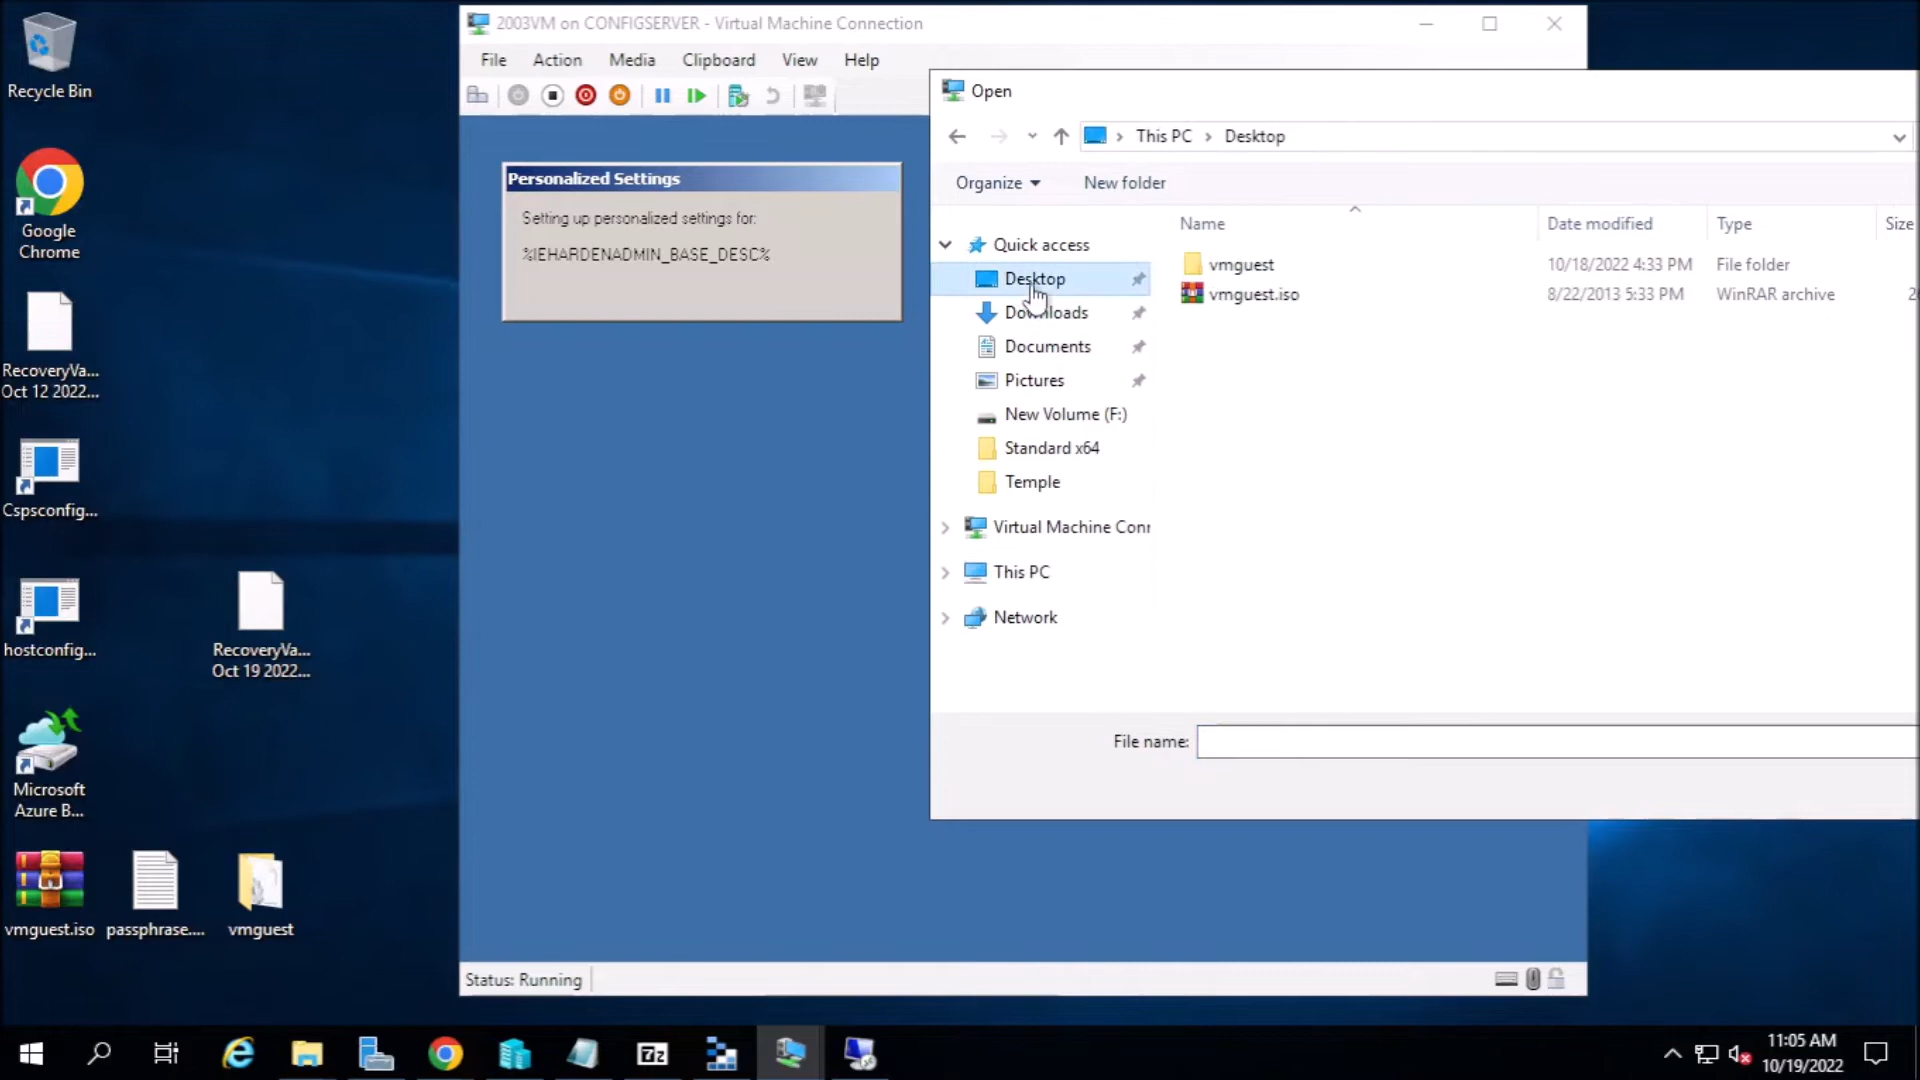 Recycle Bin
Google
Chrome
RecoveryVa...
Oct 12 2022...
Cspsconfig...
hostconfig...
RecoveryVa...
Oct 19 2022...
Microsoft
Azure B...
vmguest.iso
passphrase....
vmguest
2003VM on CONFIGSERVER - Virtual Machine Connection
File Action Media Clipboard View Help
Personalized Settings
Setting up personalized settings for:
%IEHARDENADMIN_BASE_DESC%
Status: Running
Open
This PC > Desktop
Organize New folder
Name Date modified Type Size
Quick access
Desktop
Downloads
Documents
Pictures
New Volume (F:)
Standard x64
Temple
Virtual Machine Conr
This PC
Network
vmguest 10/18/2022 4:33 PM File folder
vmguest.iso 8/22/2013 5:33 PM WinRAR archive
File name:
7z
11:05 AM
10/19/2022